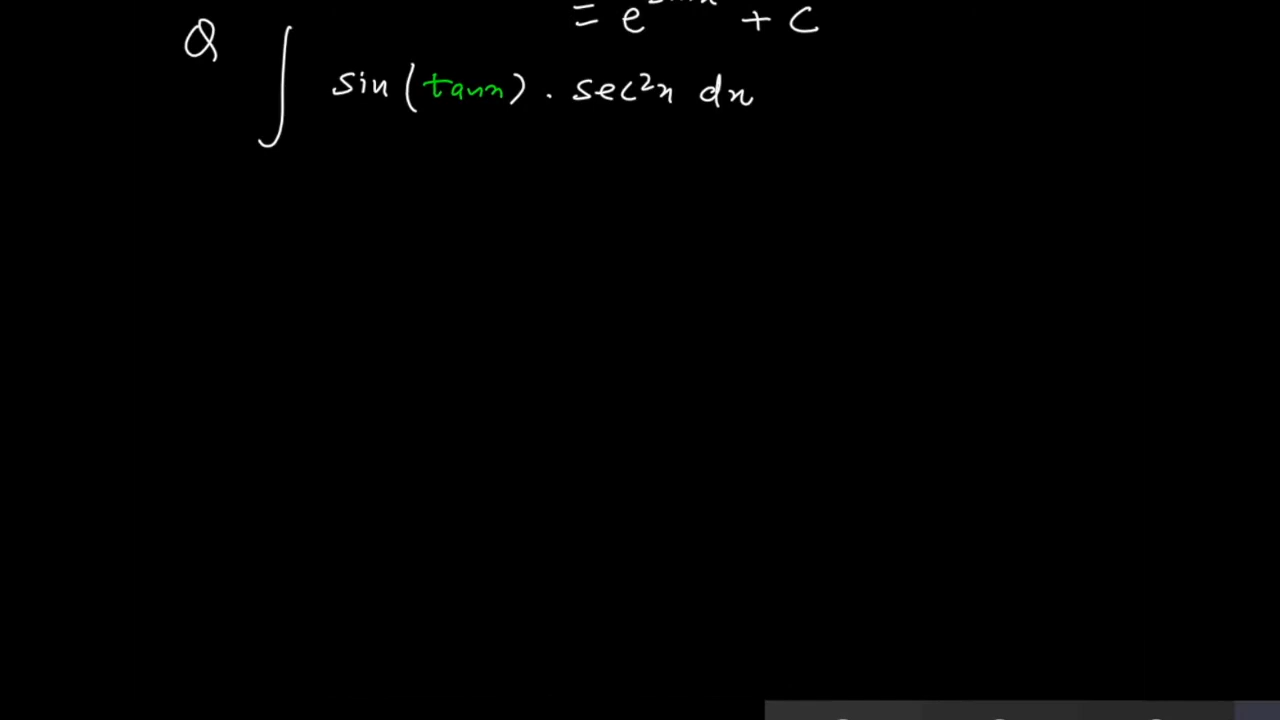 = e + C
Q ∫ sin(tanx) . sec²x dx